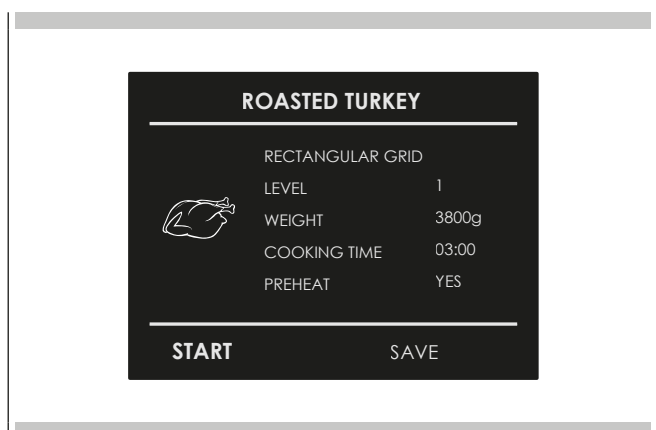 ROASTED TURKEY
RECTANGULAR GRID
LEVEL 1
WEIGHT 3800g
COOKING TIME 03:00
PREHEAT YES
START SAVE